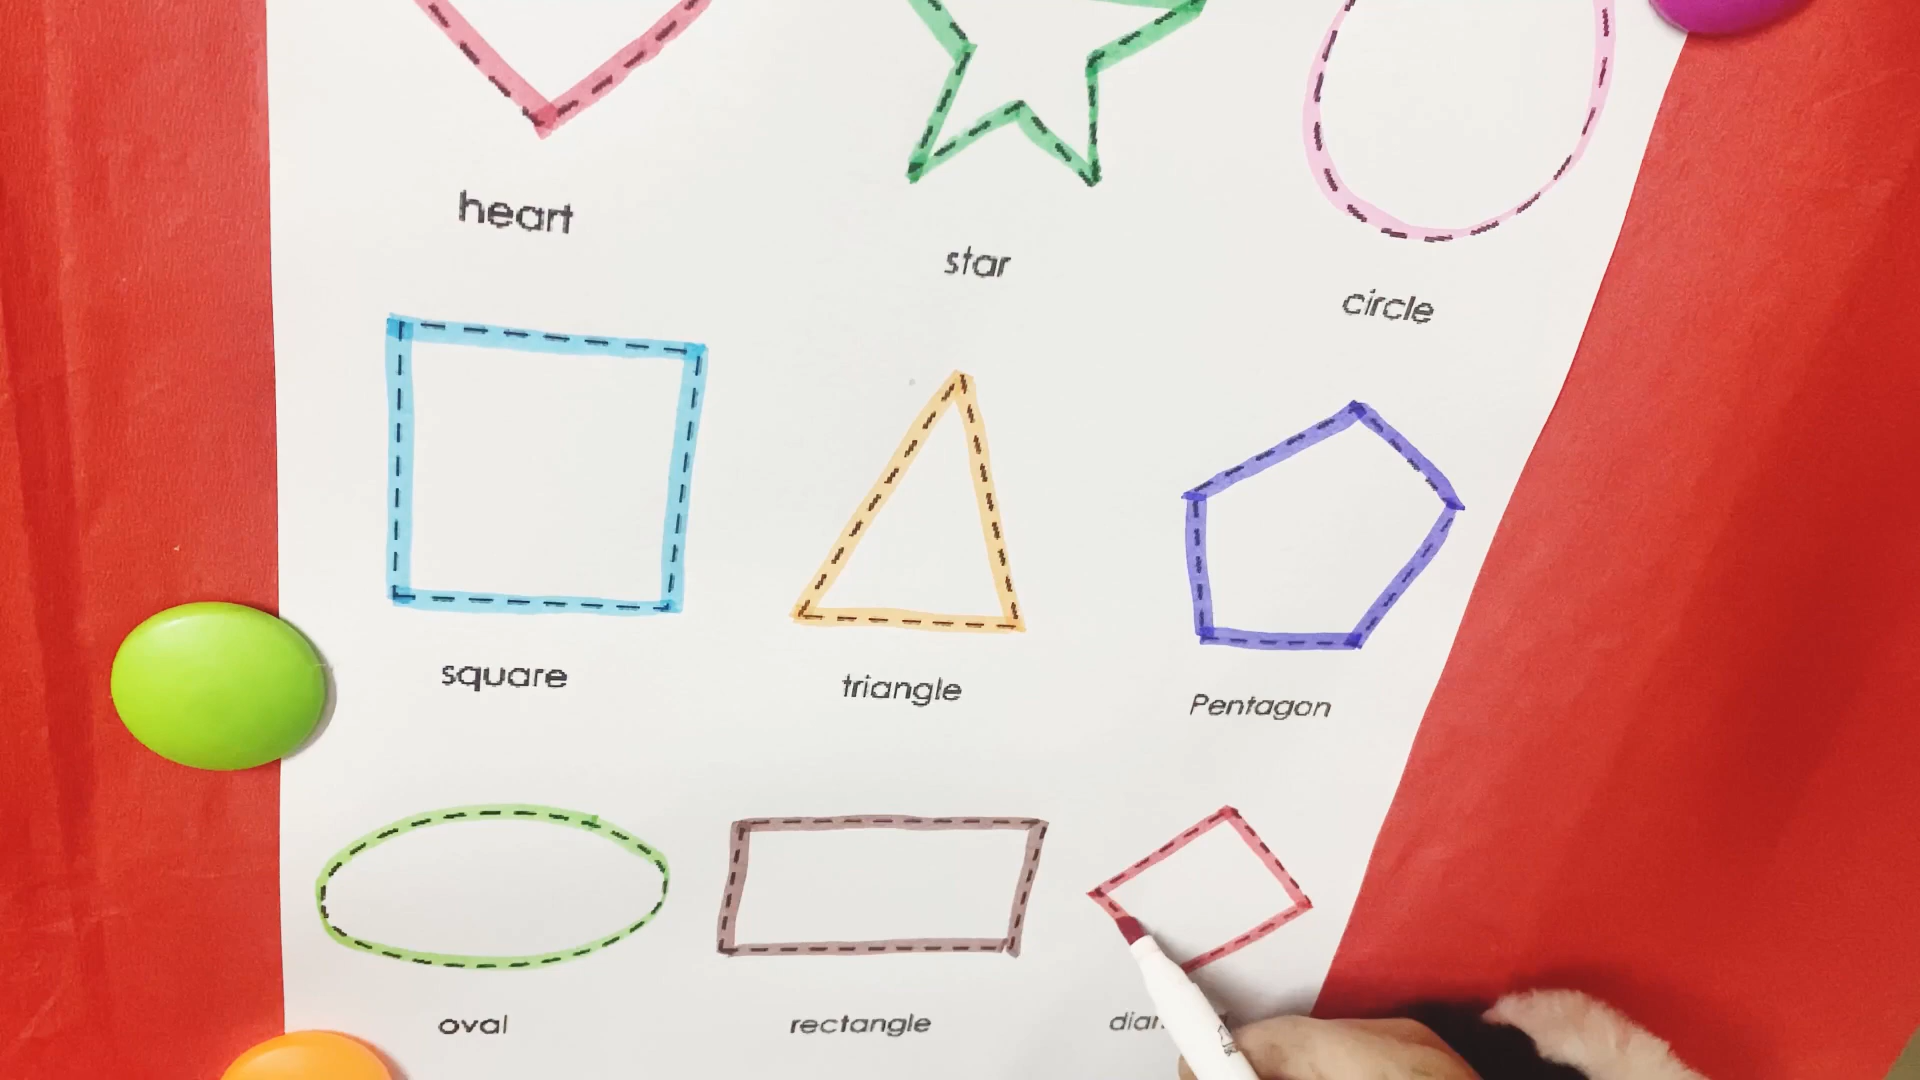 heart
star
circle
square
triangle
Pentagon
oval
rectangle